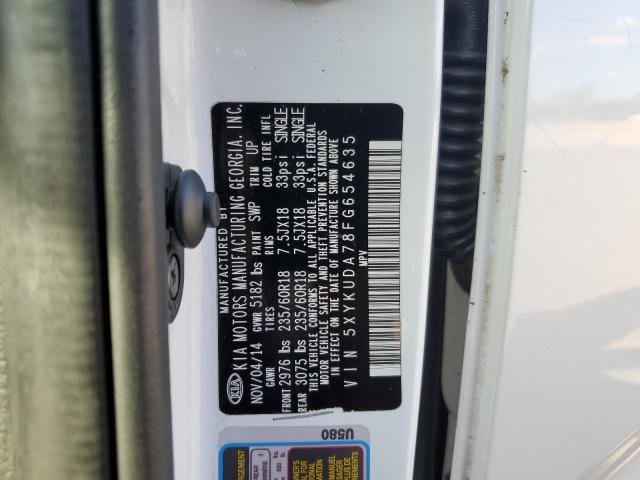 MANUFACTURED BY
KIA KIA MOTORS MANUFACTURING GEORGIA, INC.
NOV/04/14 GVWR 5182 lbs PAINT SWP TRIM UP
GAWR TIRES RIMS COLD TIRE INFL
FRONT 2976 lbs 235/60R18 7.5JX18 33psi SINGLE
REAR 3075 lbs 235/60R18 7.5JX18 33psi SINGLE
THIS VEHICLE CONFORMS TO ALL APPLICABLE U.S.A. FEDERAL
MOTOR VEHICLE SAFETY AND THEFT PREVENTION STANDARDS
IN EFFECT ON THE DATE OF MANUFACTURE SHOWN ABOVE
VIN 5XYKUDA78FG654635
MPV
U580